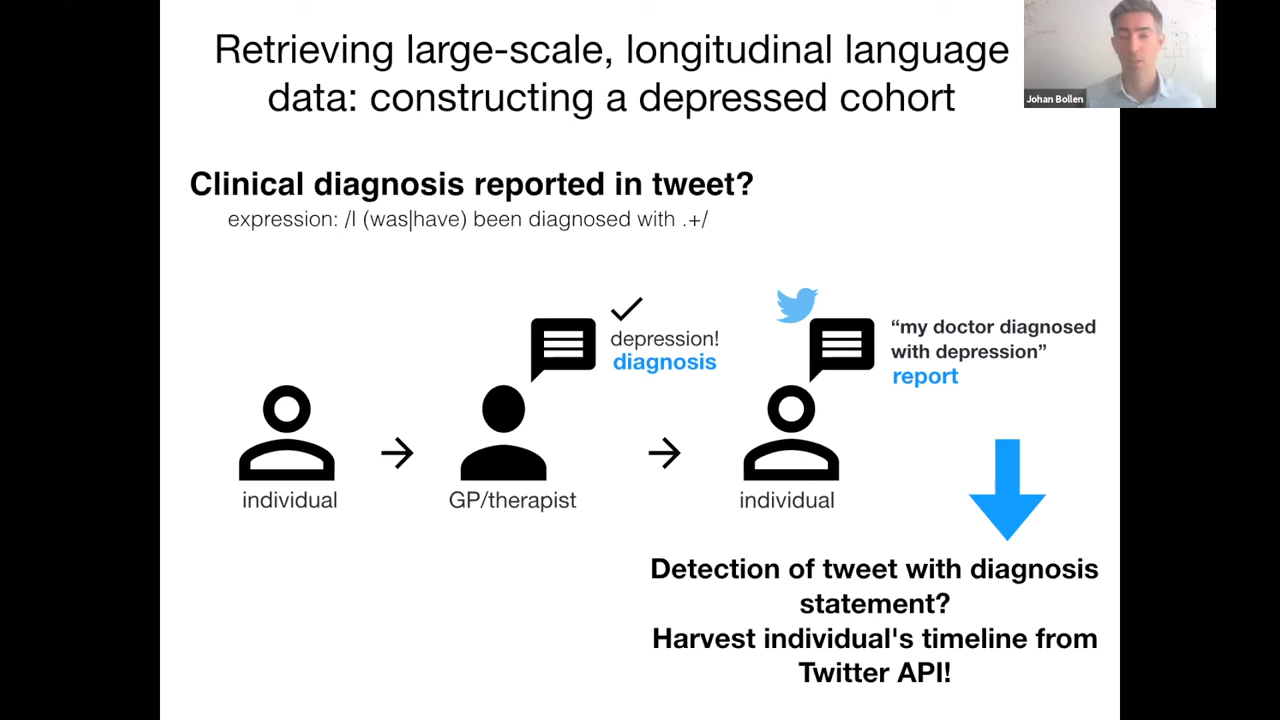 Retrieving large-scale, longitudinal language
data: constructing a depressed cohort
Johan Bollen
Clinical diagnosis reported in tweet?
expression: /I (was|have) been diagnosed with .+/
depression!
diagnosis
“my doctor diagnosed
with depression”
report
individual
GP/therapist
individual
Detection of tweet with diagnosis
statement?
Harvest individual's timeline from
Twitter API!